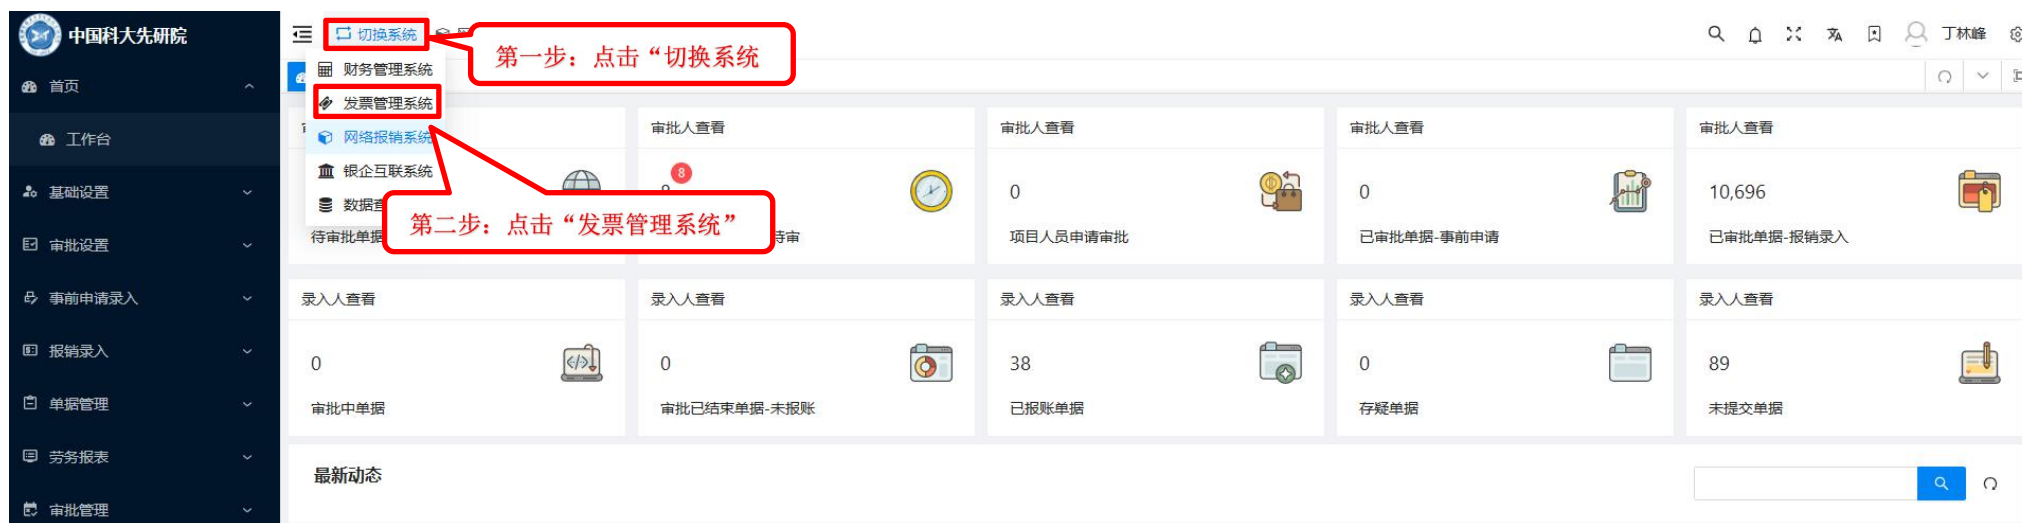 中国科大先研院
切换系统
丁林峰
第一步：点击“切换系统
财务管理系统
发票管理系统
网络报销系统
银企互联系统
数据
第二步：点击“发票管理系统”
首页
工作台
基础设置
审批设置
事前申请录入
报销录入
单据管理
劳务报表
审批管理
待审批单据
审批人查看
8
待审
审批人查看
0
项目人员申请审批
审批人查看
0
已审批单据-事前申请
审批人查看
10,696
已审批单据-报销录入
录入人查看
0
审批中单据
录入人查看
0
审批已结束单据-未报账
录入人查看
38
已报账单据
录入人查看
0
存疑单据
录入人查看
89
未提交单据
最新动态